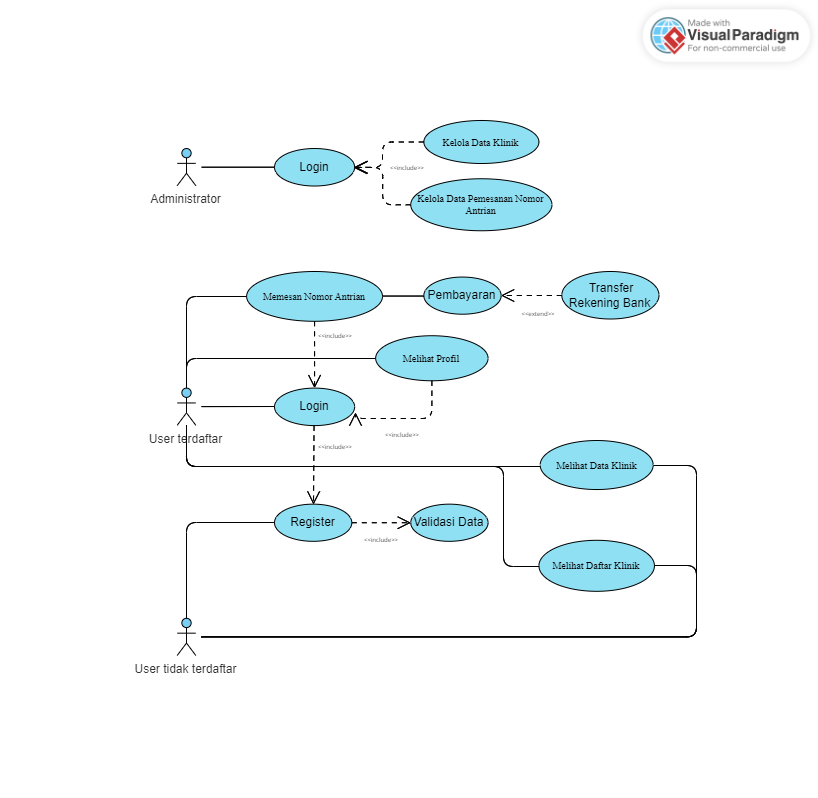 Made with
VisualParadigm
For non-commercial use
Kelola Data Klinik
Login
<<include>>
Administrator
Kelola Data Pemesanan Nomor
Antrian
Memesan Nomor Antrian
Pembayaran
Transfer
Rekening Bank
<<extend>>
<<include>>
Melihat Profil
Login
User terdaftar
<<include>>
<<include>>
Melihat Data Klinik
Register
Validasi Data
<<include>>
Melihat Daftar Klinik
User tidak terdaftar